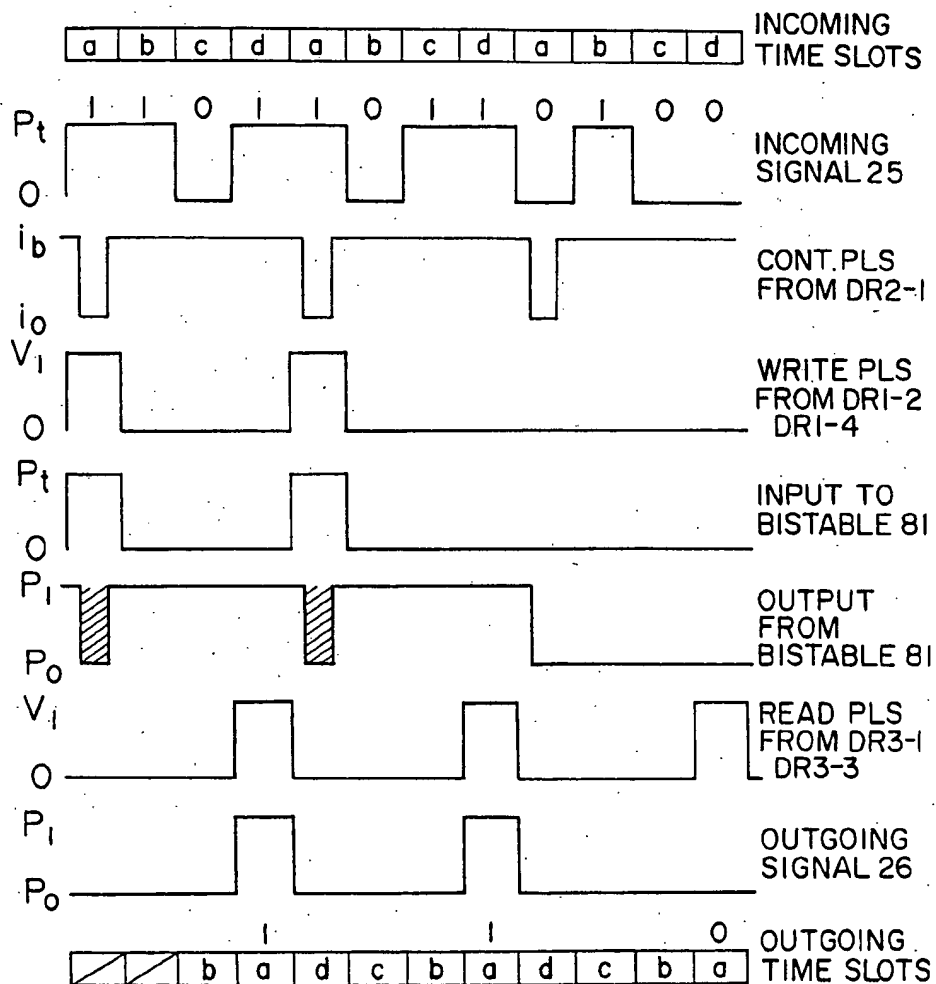 INCOMING
TIME SLOTS
a b c d a b c d a b c d
1 1 0 1 1 0 1 1 0 1 0 0
Pt
0
INCOMING
SIGNAL 25
ib
io
CONT. PLS
FROM DR2-1
V1
0
WRITE PLS
FROM DR1-2
DR1-4
Pt
0
INPUT TO
BISTABLE 81
P1
Po
OUTPUT
FROM
BISTABLE 81
V1
0
READ PLS
FROM DR3-1
DR3-3
P1
Po
OUTGOING
SIGNAL 26
1 1 0
b a d c b a d c b a
OUTGOING
TIME SLOTS